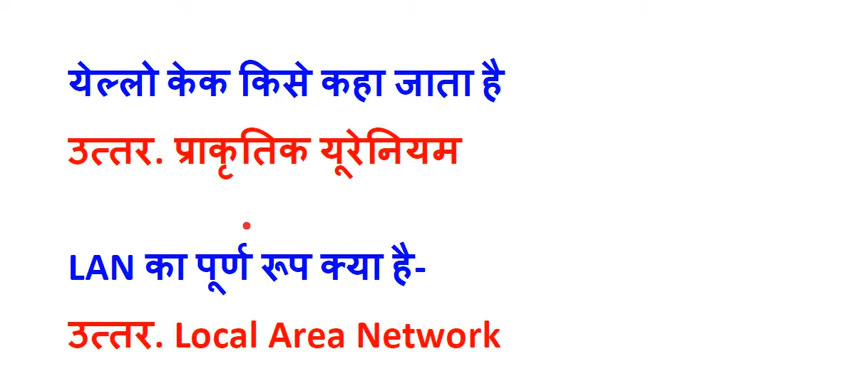 येल्लो केक किसे कहा जाता है
उत्तर. प्राकृतिक यूरेनियम
LAN का पूर्ण रूप क्या है-
उत्तर. Local Area Network